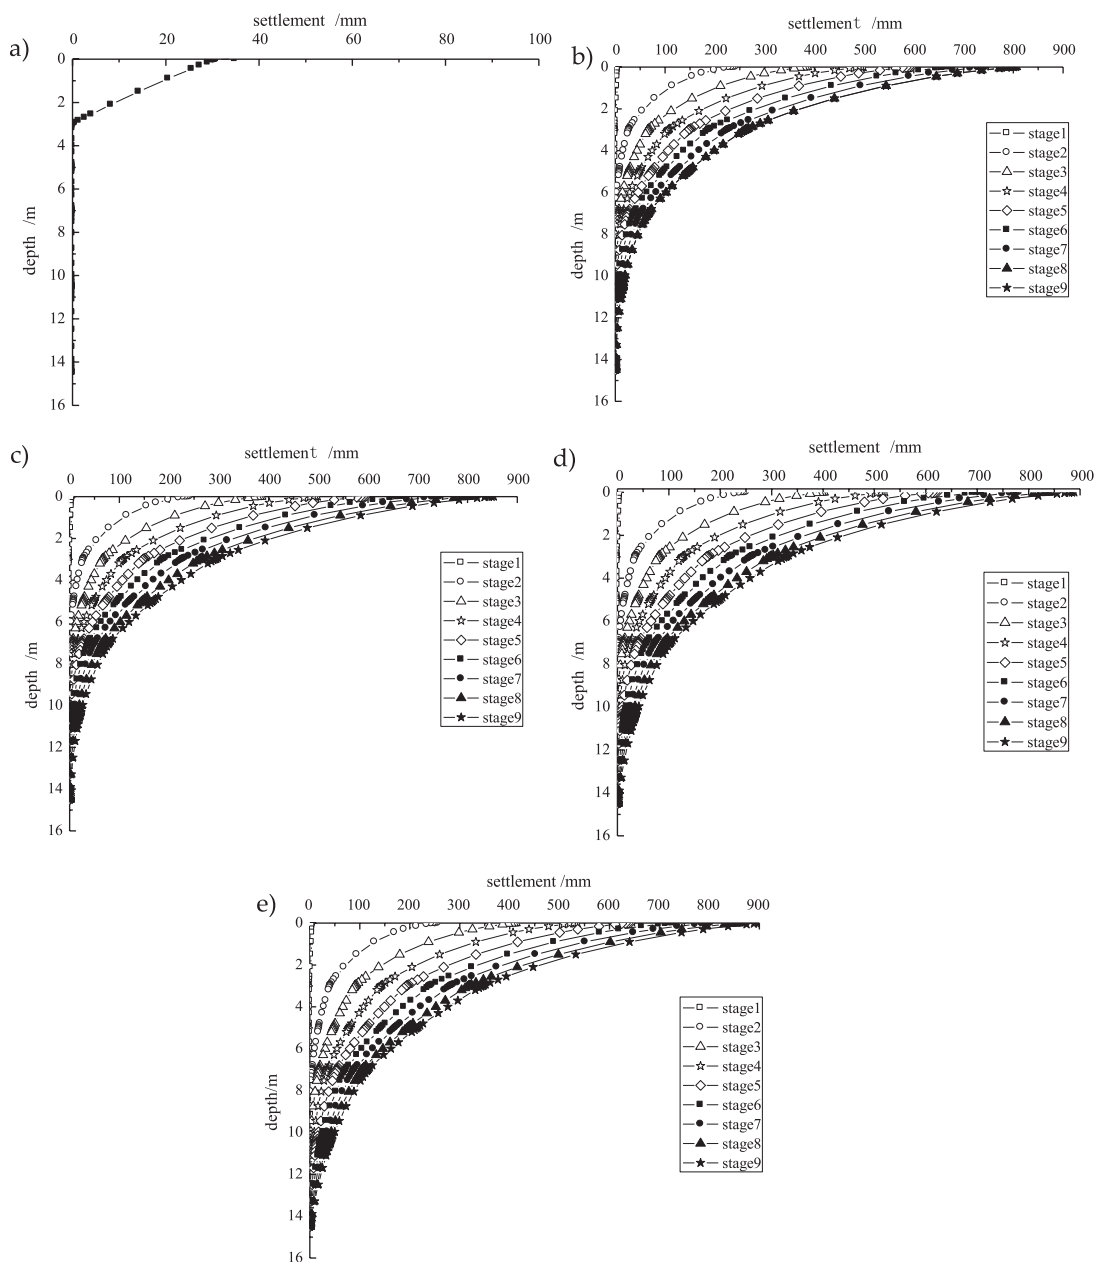 settlement /mm
a)
0 20 40 60 80 100
0
2
4
6
8
10
12
14
16
depth /m
settlement /mm
b)
0 100 200 300 400 500 600 700 800 900
0
2
4
6
8
10
12
14
16
depth /m
stage1
stage2
stage3
stage4
stage5
stage6
stage7
stage8
stage9
settlement /mm
c)
0 100 200 300 400 500 600 700 800 900
0
2
4
6
8
10
12
14
16
depth /m
stage1
stage2
stage3
stage4
stage5
stage6
stage7
stage8
stage9
settlement /mm
d)
0 100 200 300 400 500 600 700 800 900
0
2
4
6
8
10
12
14
16
depth /m
stage1
stage2
stage3
stage4
stage5
stage6
stage7
stage8
stage9
settlement /mm
e)
0 100 200 300 400 500 600 700 800 900
0
2
4
6
8
10
12
14
16
depth/m
stage1
stage2
stage3
stage4
stage5
stage6
stage7
stage8
stage9